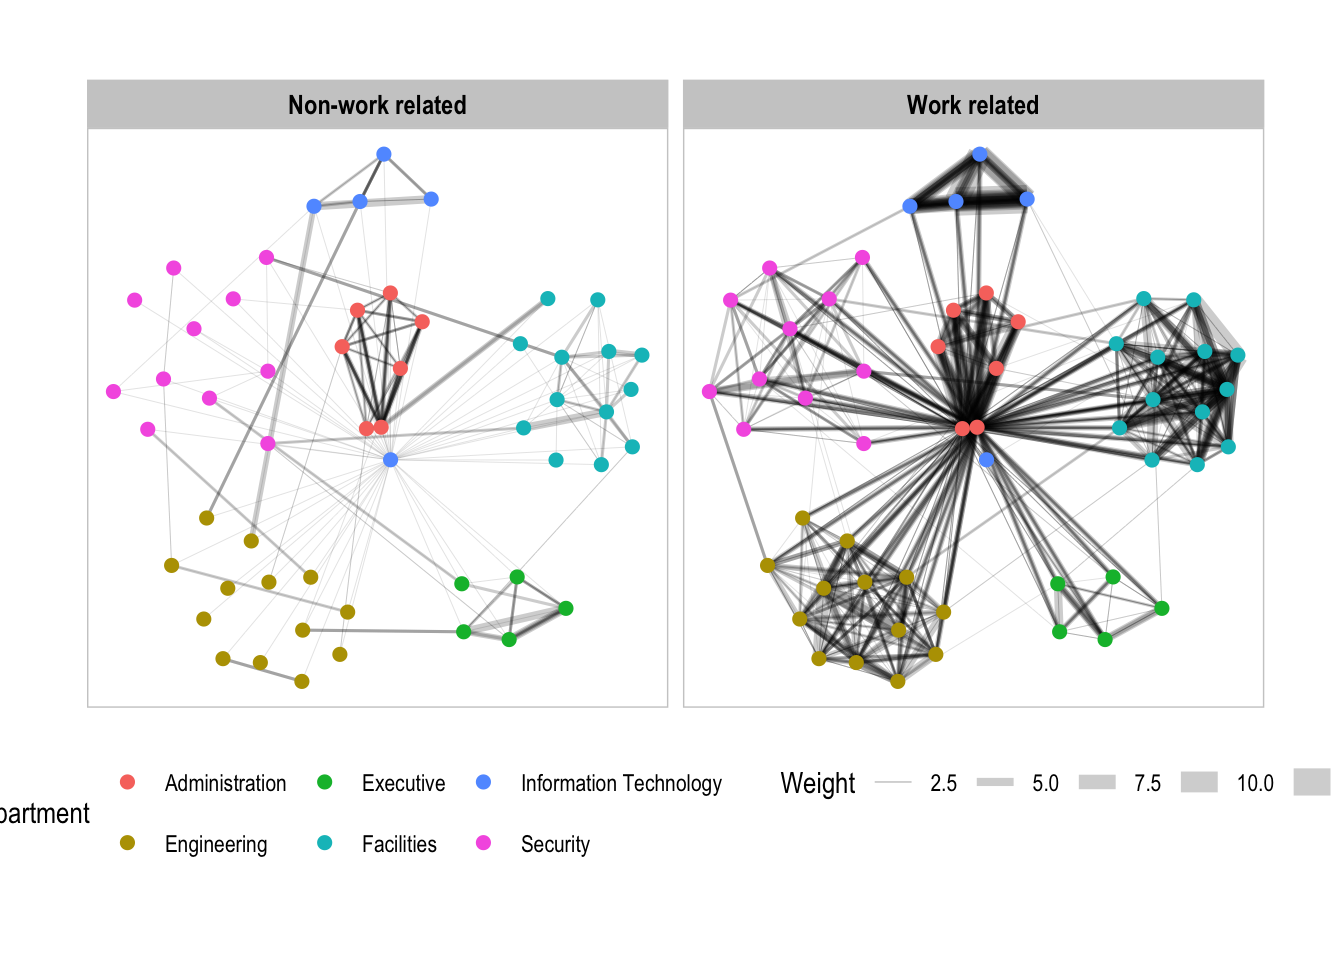 Non-work related
Work related
Administration Executive Information Technology Weight 2.5 5.0 7.5 10.0
partment
Engineering Facilities Security